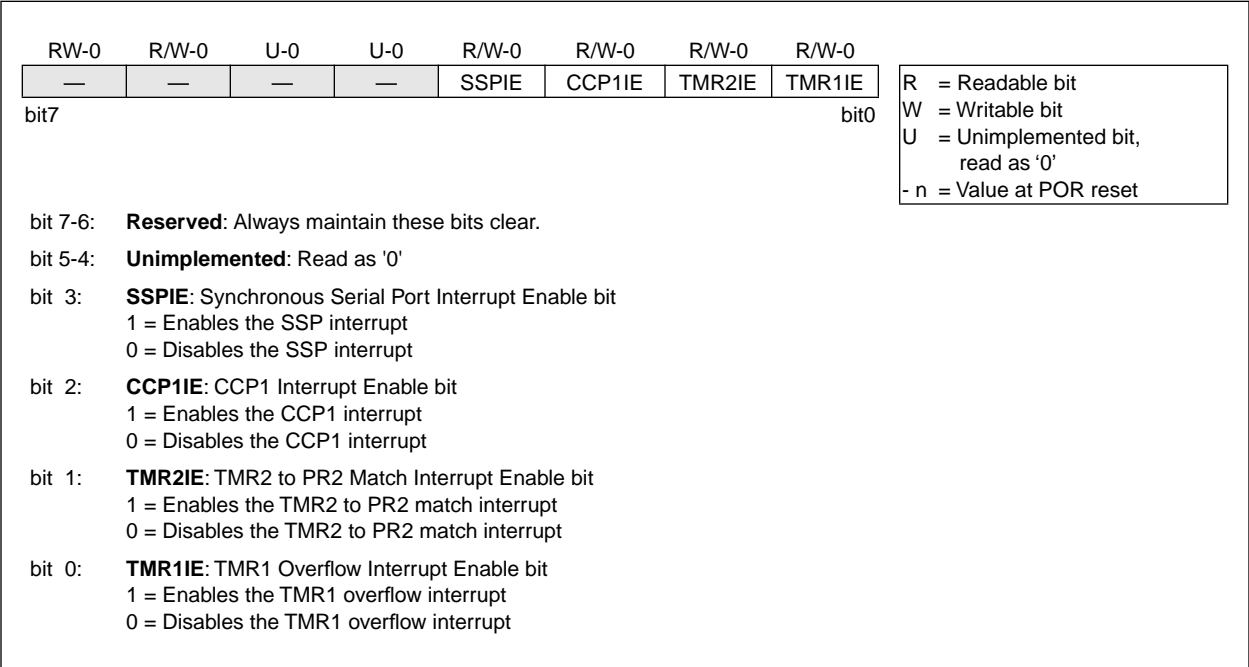 RW-0 R/W-0 U-0 U-0 R/W-0 R/W-0 R/W-0 R/W-0
— — — — SSPIE CCP1IE TMR2IE TMR1IE
bit7 bit0
R = Readable bit
W = Writable bit
U = Unimplemented bit,
read as ‘0’
- n = Value at POR reset
bit 7-6: Reserved: Always maintain these bits clear.
bit 5-4: Unimplemented: Read as '0'
bit 3: SSPIE: Synchronous Serial Port Interrupt Enable bit
1 = Enables the SSP interrupt
0 = Disables the SSP interrupt
bit 2: CCP1IE: CCP1 Interrupt Enable bit
1 = Enables the CCP1 interrupt
0 = Disables the CCP1 interrupt
bit 1: TMR2IE: TMR2 to PR2 Match Interrupt Enable bit
1 = Enables the TMR2 to PR2 match interrupt
0 = Disables the TMR2 to PR2 match interrupt
bit 0: TMR1IE: TMR1 Overflow Interrupt Enable bit
1 = Enables the TMR1 overflow interrupt
0 = Disables the TMR1 overflow interrupt